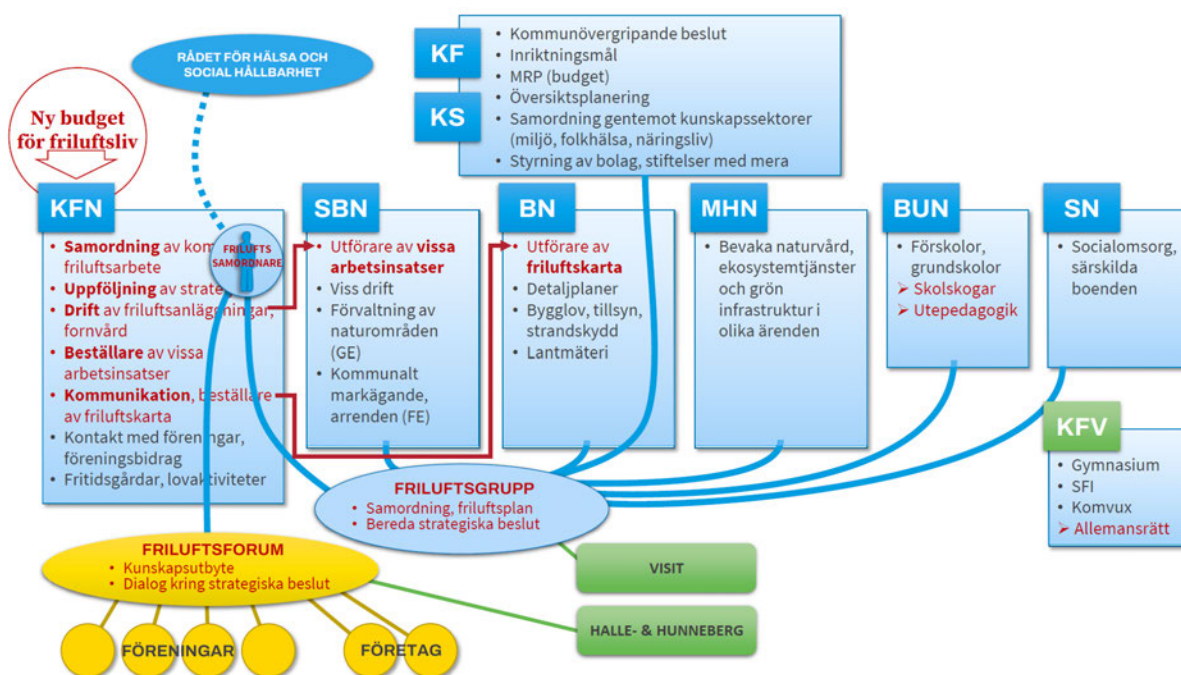 RÅDET FÖR HÄLSA OCH
SOCIAL HÅLLBARHET
KF
KS
• Kommunövergripande beslut
• Inriktningsmål
• MRP (budget)
• Översiktsplanering
• Samordning gentemot kunskapssektorer
(miljö, folkhälsa, näringsliv)
• Styrning av bolag, stiftelser med mera
Ny budget
för friluftsliv
KFN
• Samordning av kom
friluftsarbete
• Uppföljning av strate
• Drift av friluftsanläggningar,
fornvård
• Beställare av vissa
arbetsinsatser
• Kommunikation, beställare
av friluftskarta
• Kontakt med föreningar,
föreningsbidrag
• Fritidsgårdar, lovaktiviteter
FRILUFTS
SAMORDNARE
SBN
• Utförare av vissa
arbetsinsatser
• Viss drift
• Förvaltning av
naturområden
(GE)
• Kommunalt
markägande,
arrenden (FE)
BN
• Utförare av
friluftskarta
• Detaljplaner
• Bygglov, tillsyn,
strandskydd
• Lantmäteri
MHN
• Bevaka naturvård,
ekosystemtjänster
och grön
infrastruktur i
olika ärenden
BUN
• Förskolor,
grundskolor
➢ Skolskogar
➢ Utepedagogik
SN
• Socialomsorg,
särskilda
boenden
KFV
• Gymnasium
• SFI
• Komvux
➢ Allemansrätt
FRILUFTSGRUPP
• Samordning, friluftsplan
• Bereda strategiska beslut
FRILUFTSFORUM
• Kunskapsutbyte
• Dialog kring strategiska beslut
VISIT
HALLE- & HUNNEBERG
FÖRENINGAR
FÖRETAG